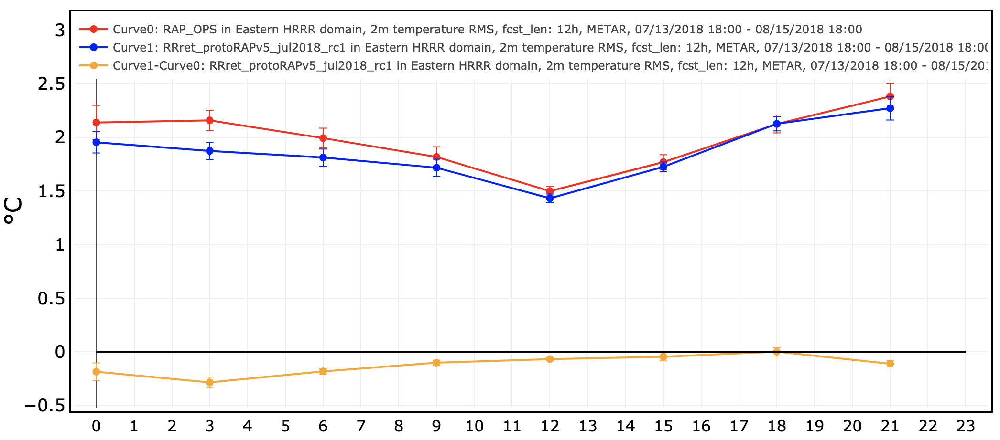 3
Curve0: RAP_OPS in Eastern HRRR domain, 2m temperature RMS, fcst_len: 12h, METAR, 07/13/2018 18:00 - 08/15/2018 18:00
Curve1: RRret_protoRAPv5_jul2018_rc1 in Eastern HRRR domain, 2m temperature RMS, fcst_len: 12h, METAR, 07/13/2018 18:00 - 08/15/2018 18:00
Curve1-Curve0: RRret_protoRAPv5_jul2018_rc1 in Eastern HRRR domain, 2m temperature RMS, fcst_len: 12h, METAR, 07/13/2018 18:00 - 08/15/201
2.5
2
1.5
°C
1
0.5
0
−0.5
0 1 2 3 4 5 6 7 8 9 10 11 12 13 14 15 16 17 18 19 20 21 22 23